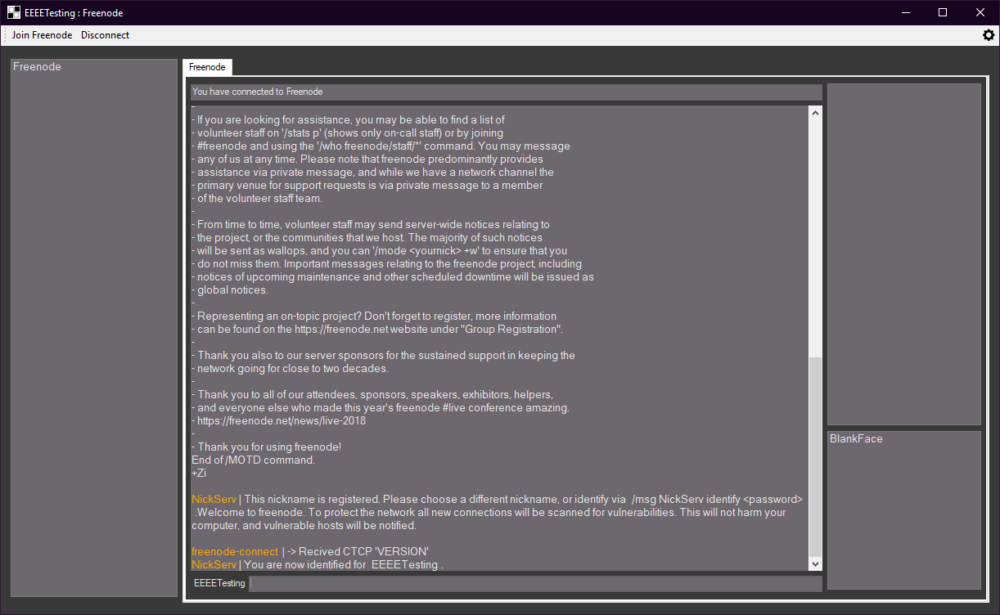 EEEETesting : Freenode
Join Freenode Disconnect
Freenode
Freenode
You have connected to Freenode
-
- If you are looking for assistance, you may be able to find a list of
- volunteer staff on '/stats p' (shows only on-call staff) or by joining
- #freenode and using the '/who freenode/staff/*' command. You may message
- any of us at any time. Please note that freenode predominantly provides
- assistance via private message, and while we have a network channel the
- primary venue for support requests is via private message to a member
- of the volunteer staff team.
-
- From time to time, volunteer staff may send server-wide notices relating to
- the project, or the communities that we host. The majority of such notices
- will be sent as wallops, and you can '/mode <yournick> +w' to ensure that you
- do not miss them. Important messages relating to the freenode project, including
- notices of upcoming maintenance and other scheduled downtime will be issued as
- global notices.
-
- Representing an on-topic project? Don't forget to register, more information
- can be found on the https://freenode.net website under "Group Registration".
-
- Thank you also to our server sponsors for the sustained support in keeping the
- network going for close to two decades.
-
- Thank you to all of our attendees, sponsors, speakers, exhibitors, helpers,
- and everyone else who made this year's freenode #live conference amazing.
- https://freenode.net/news/live-2018
-
- Thank you for using freenode!
End of /MOTD command.
+Zi
NickServ | This nickname is registered. Please choose a different nickname, or identify via  /msg NickServ identify <password>
.Welcome to freenode. To protect the network all new connections will be scanned for vulnerabilities. This will not harm your
computer, and vulnerable hosts will be notified.
freenode-connect | -> Recived CTCP 'VERSION'
NickServ | You are now identified for  EEEETesting .
EEEETesting
BlankFace